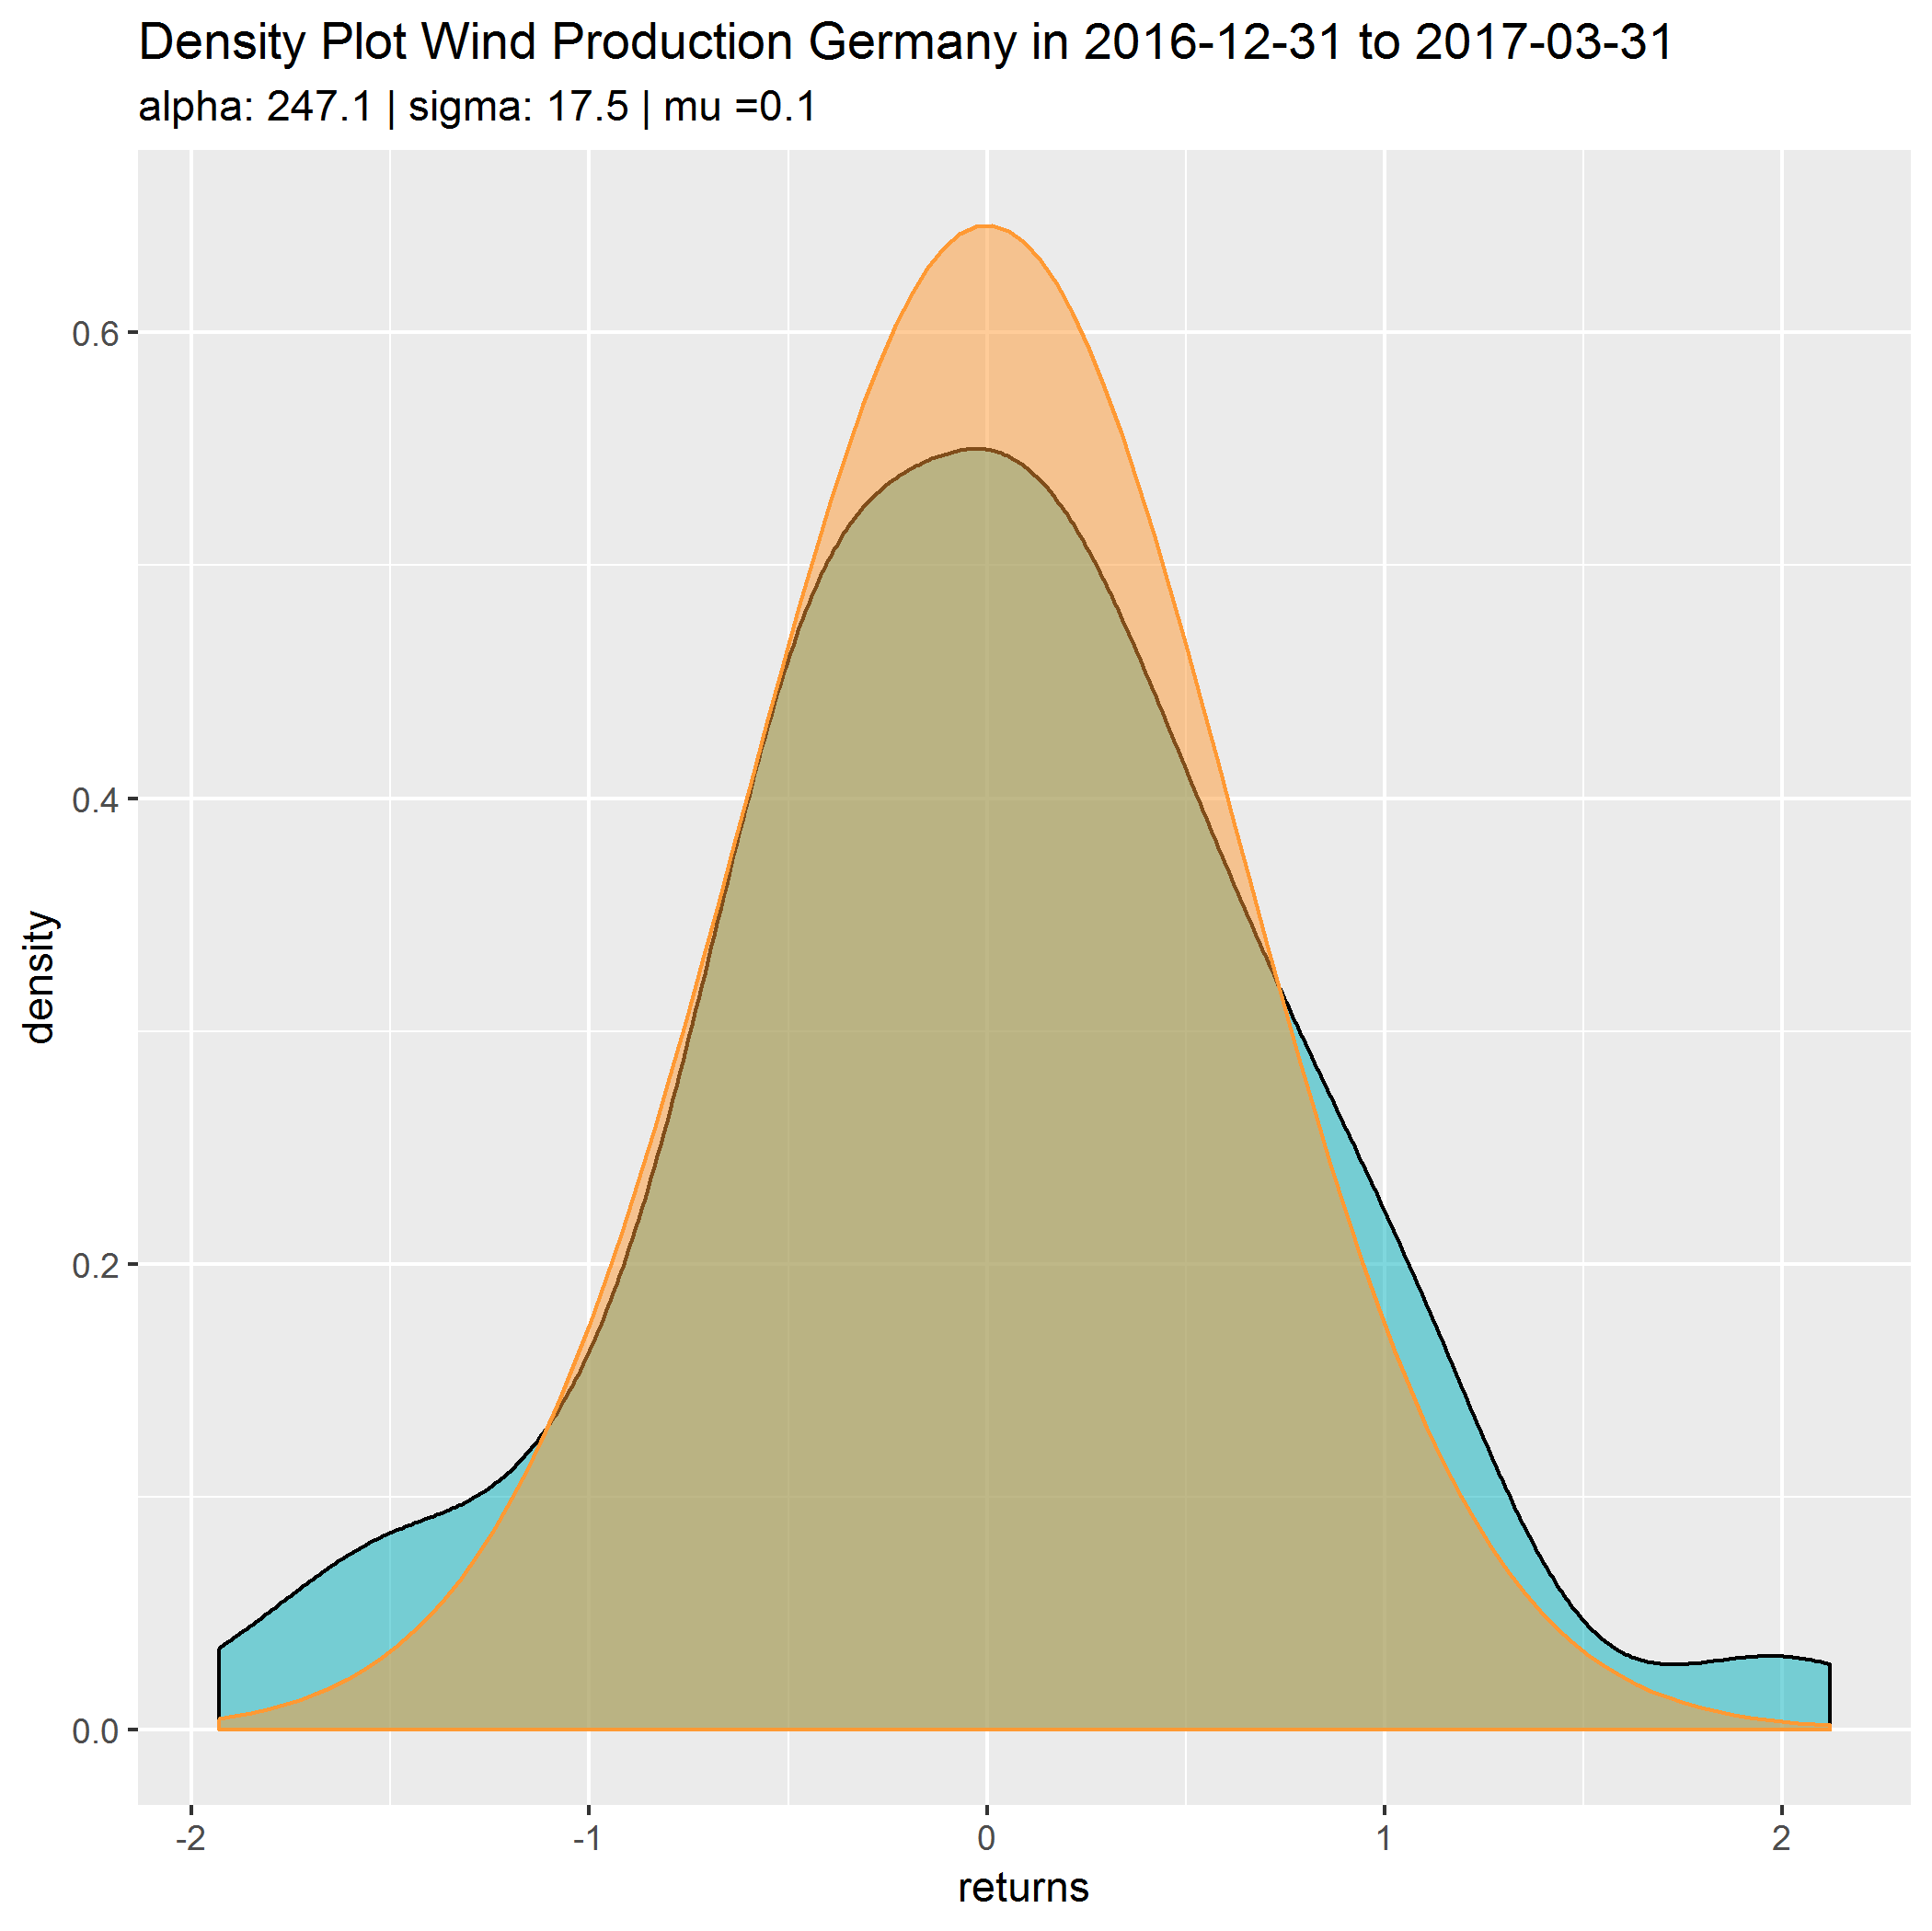 Density Plot Wind Production Germany in 2016-12-31 to 2017-03-31
alpha: 247.1 | sigma: 17.5 | mu =0.1
density
0.6
0.4
0.2
0.0
-2 -1 0 1 2
returns